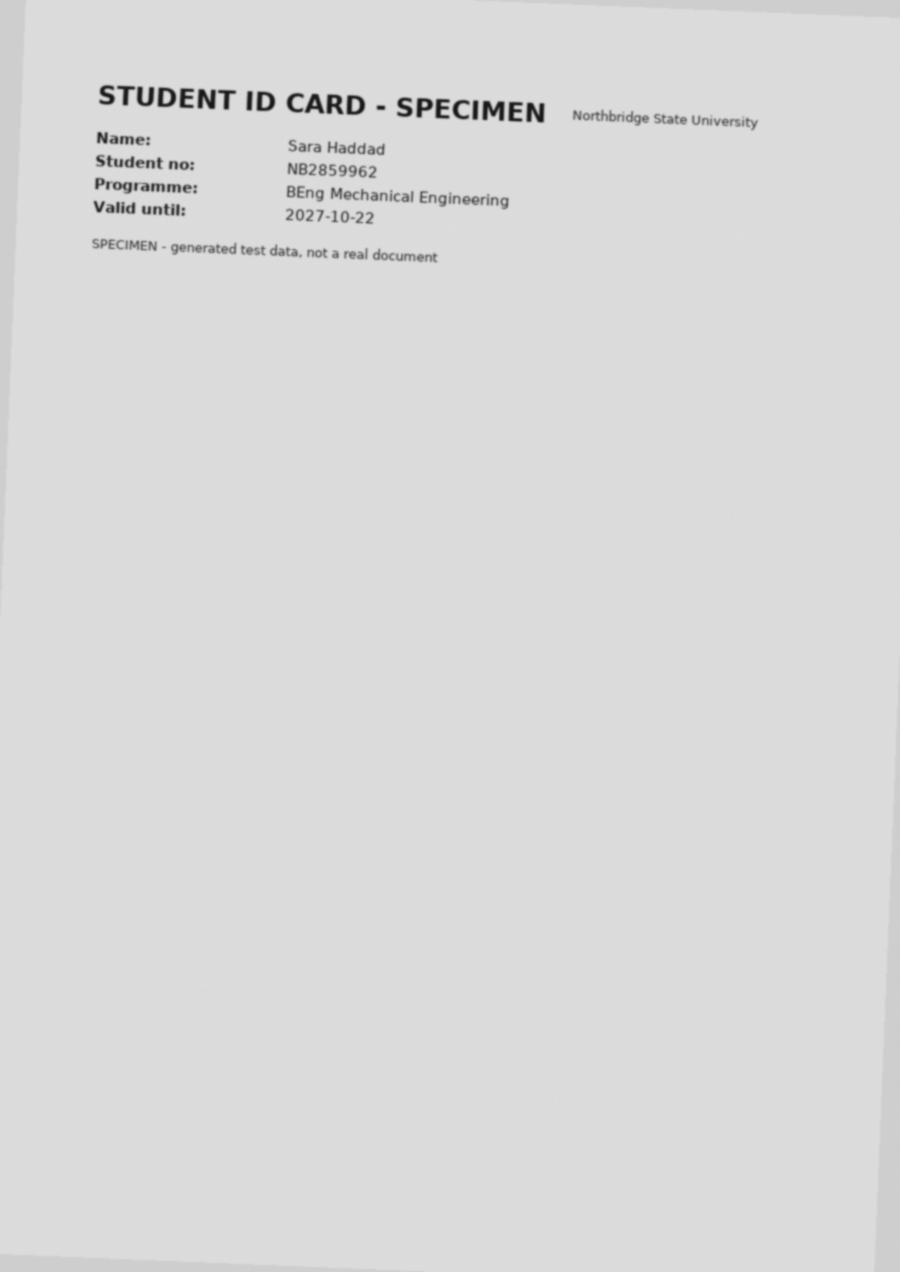 STUDENT ID CARD - SPECIMEN Northbridge State University
Name: Sara Haddad
Student no: NB2859962
Programme: BEng Mechanical Engineering
Valid until: 2027-10-22
SPECIMEN - generated test data, not a real document